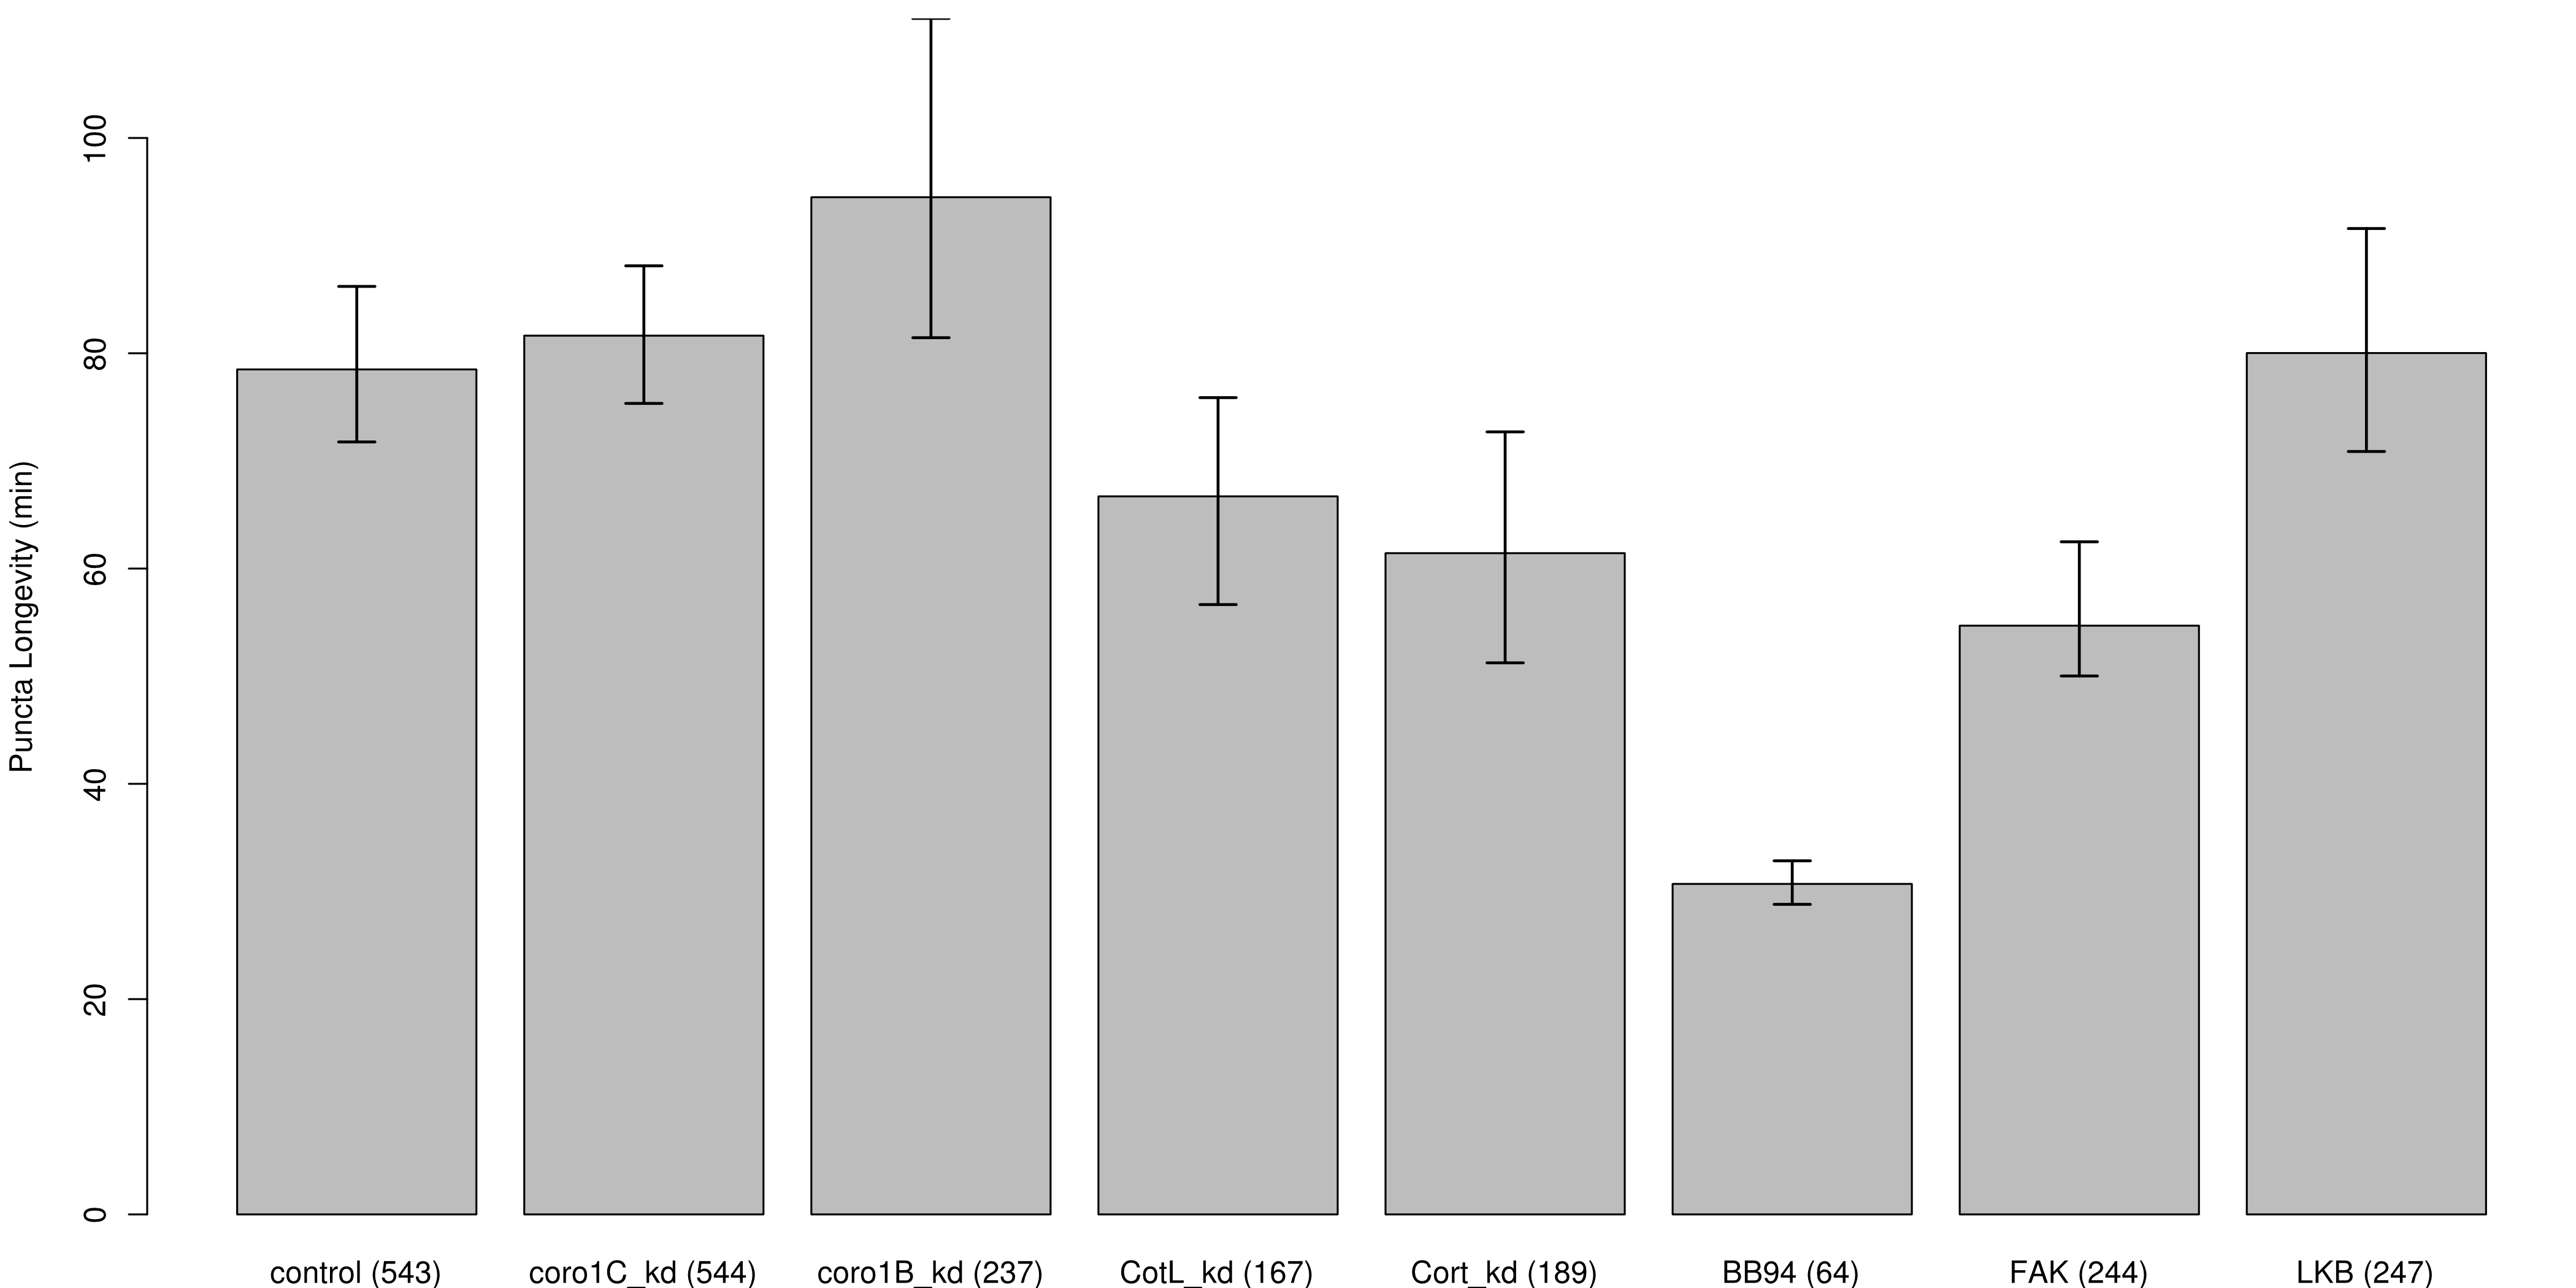 Puncta Longevity (min)
100
80
60
40
20
0
control (543)
coro1C_kd (544)
coro1B_kd (237)
CotL_kd (167)
Cort_kd (189)
BB94 (64)
FAK (244)
LKB (247)